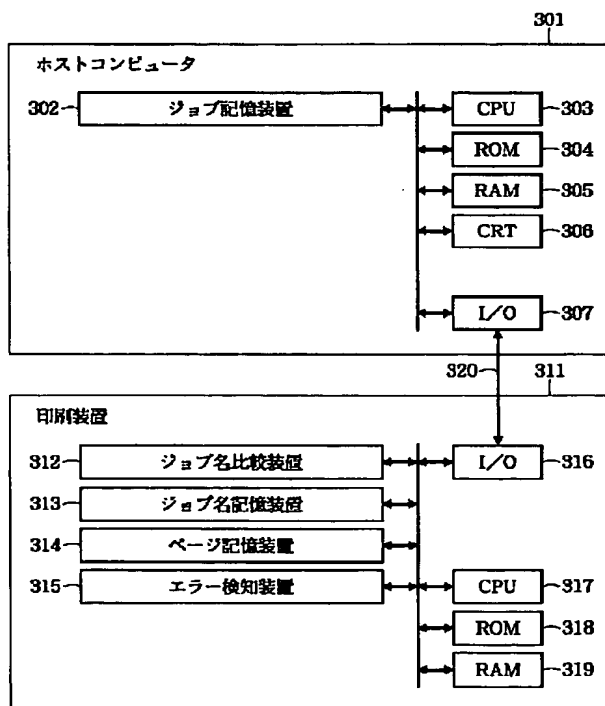 301
ホストコンピュータ
302 ジョブ記憶装置 CPU 303
ROM 304
RAM 305
CRT 306
I/O 307
320 311
印刷装置
312 ジョブ名比較装置 I/O 316
313 ジョブ名記憶装置
314 ページ記憶装置
315 エラー検知装置 CPU 317
ROM 318
RAM 319